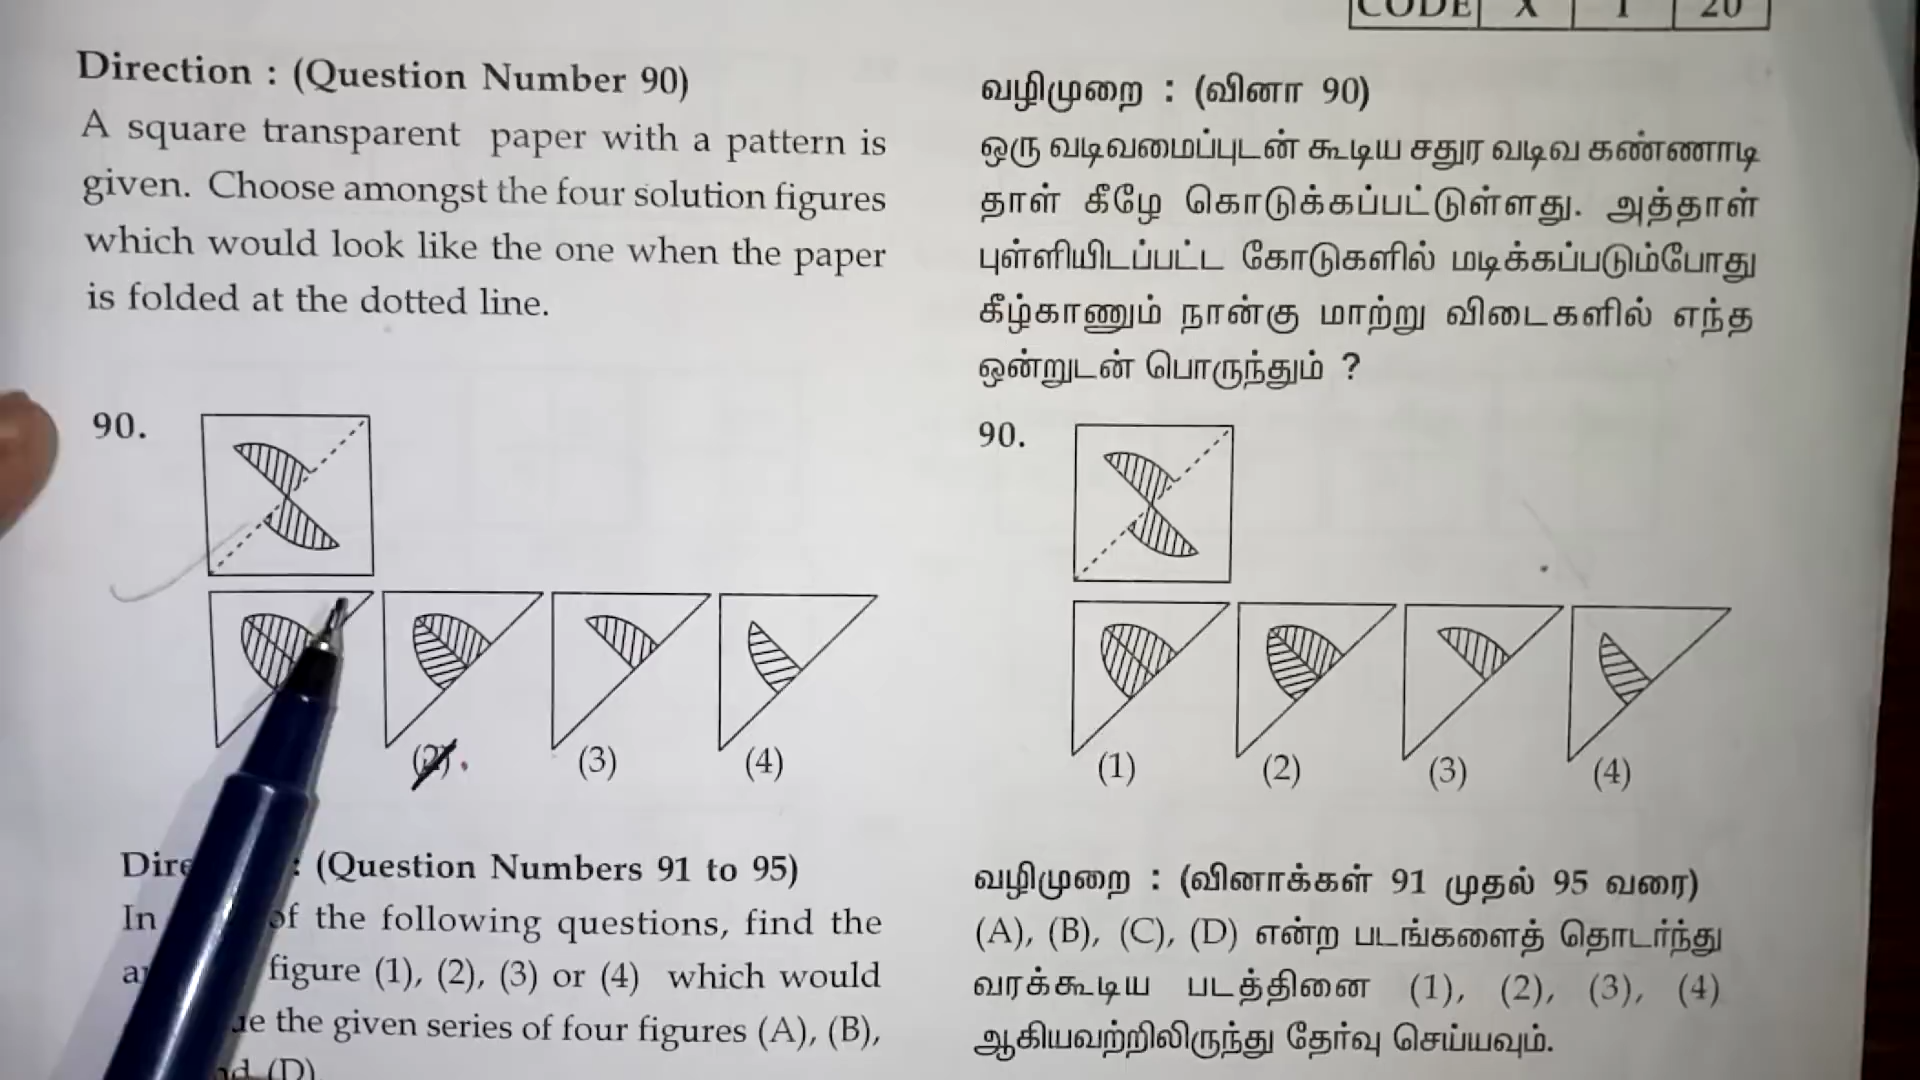 CODE X 1 20
Direction : (Question Number 90)
A square transparent paper with a pattern is
given. Choose amongst the four solution figures
which would look like the one when the paper
is folded at the dotted line.
90.
(2)
(3)
(4)
Direction : (Question Numbers 91 to 95)
In of the following questions, find the
figure (1), (2), (3) or (4) which would
the given series of four figures (A), (B),
(D)
வழிமுறை : (வினா 90)
ஒரு வடிவமைப்புடன் கூடிய சதுர வடிவ கண்ணாடி
தாள் கீழே கொடுக்கப்பட்டுள்ளது. அத்தாள்
புள்ளியிடப்பட்ட கோடுகளில் மடிக்கப்படும்போது
கீழ்காணும் நான்கு மாற்று விடைகளில் எந்த
ஒன்றுடன் பொருந்தும் ?
90.
(1)
(2)
(3)
(4)
வழிமுறை : (வினாக்கள் 91 முதல் 95 வரை)
(A), (B), (C), (D) என்ற படங்களைத் தொடர்ந்து
வரக்கூடிய படத்தினை (1), (2), (3), (4)
ஆகியவற்றிலிருந்து தேர்வு செய்யவும்.